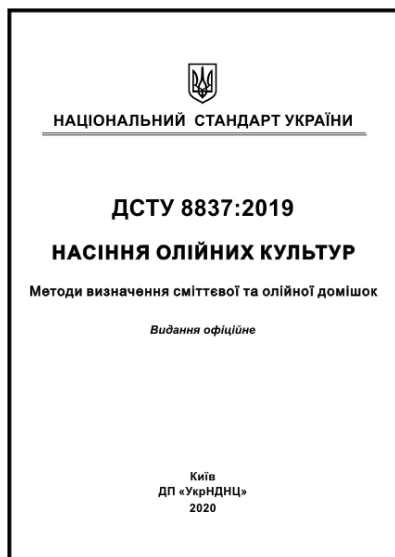 НАЦІОНАЛЬНИЙ СТАНДАРТ УКРАЇНИ
ДСТУ 8837:2019
НАСІННЯ ОЛІЙНИХ КУЛЬТУР
Методи визначення сміттєвої та олійної домішок
Видання офіційне
Київ
ДП «УкрНДНЦ»
2020